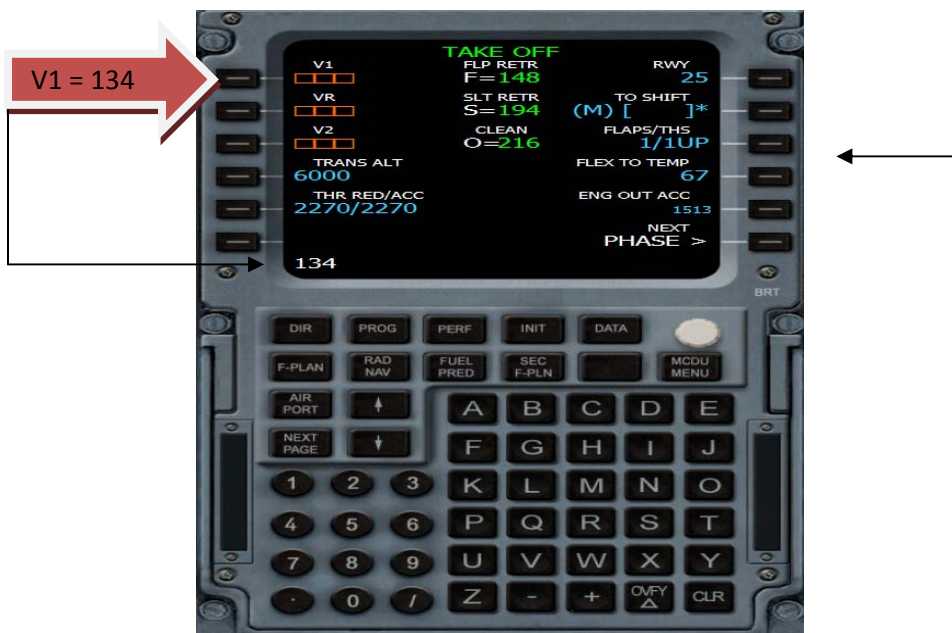 V1 = 134
TAKE OFF
V1 FLP RETR RWY
F=148 25
VR SLT RETR TO SHIFT
S=194 (M) [ ]*
V2 CLEAN FLAPS/THS
O=216 1/1UP
TRANS ALT FLEX TO TEMP
6000 67
THR RED/ACC ENG OUT ACC
2270/2270 1513
NEXT
PHASE >
134
BRT
DIR PROG PERF INIT DATA
F-PLAN RAD NAV FUEL PRED SEC F-PLN MCDU MENU
AIR PORT
NEXT PAGE
A B C D E
F G H I J
1 2 3 K L M N O
4 5 6 P Q R S T
7 8 9 U V W X Y
. 0 / Z - + OVFY CLR